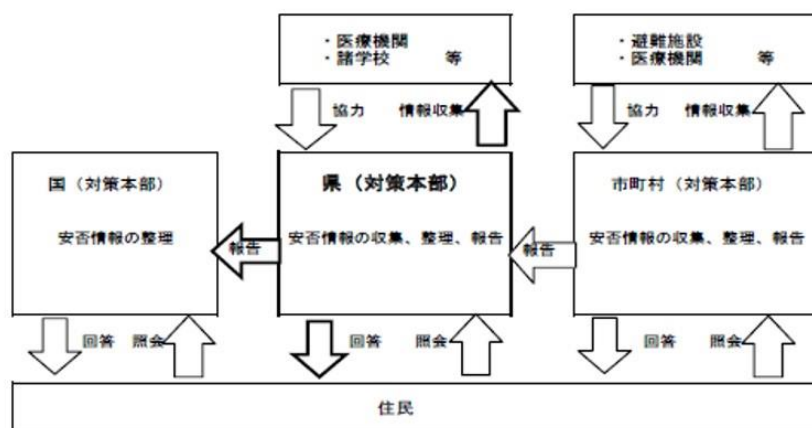 ・医療機関
・諸学校　　等
・避難施設
・医療機関　　等
協力　情報収集
協力　情報収集
国（対策本部）
安否情報の整理
報告
県（対策本部）
安否情報の収集、整理、報告
報告
市町村（対策本部）
安否情報の収集、整理、報告
回答　照会
回答　照会
回答　照会
住民